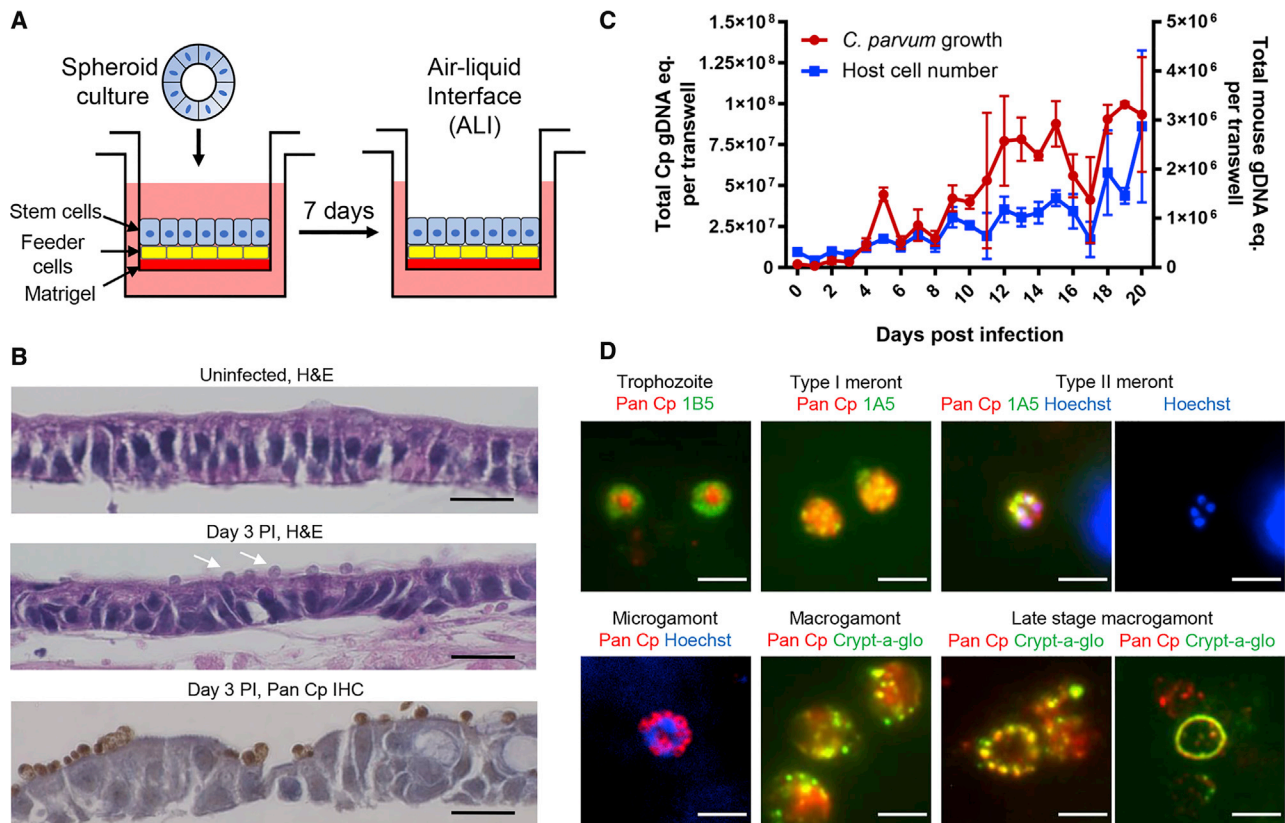 A
Spheroid
culture
Air-liquid
Interface
(ALI)
Stem cells
Feeder
cells
Matrigel
7 days
B
Uninfected, H&E
Day 3 PI, H&E
Day 3 PI, Pan Cp IHC
C
Total Cp gDNA eq.
per transwell
1.5×10⁸
1.25×10⁸
1×10⁸
7.5×10⁷
5×10⁷
2.5×10⁷
0
C. parvum growth
Host cell number
5×10⁶
4×10⁶
3×10⁶
2×10⁶
1×10⁶
0
Total mouse gDNA eq.
per transwell
0 2 4 6 8 10 11 12 14 16 18 20
Days post infection
D
Trophozoite
Pan Cp 1B5
Type I meront
Pan Cp 1A5
Type II meront
Pan Cp 1A5 Hoechst
Hoechst
Microgamont
Pan Cp Hoechst
Macrogamont
Pan Cp Crypt-a-glo
Late stage macrogamont
Pan Cp Crypt-a-glo
Pan Cp Crypt-a-glo